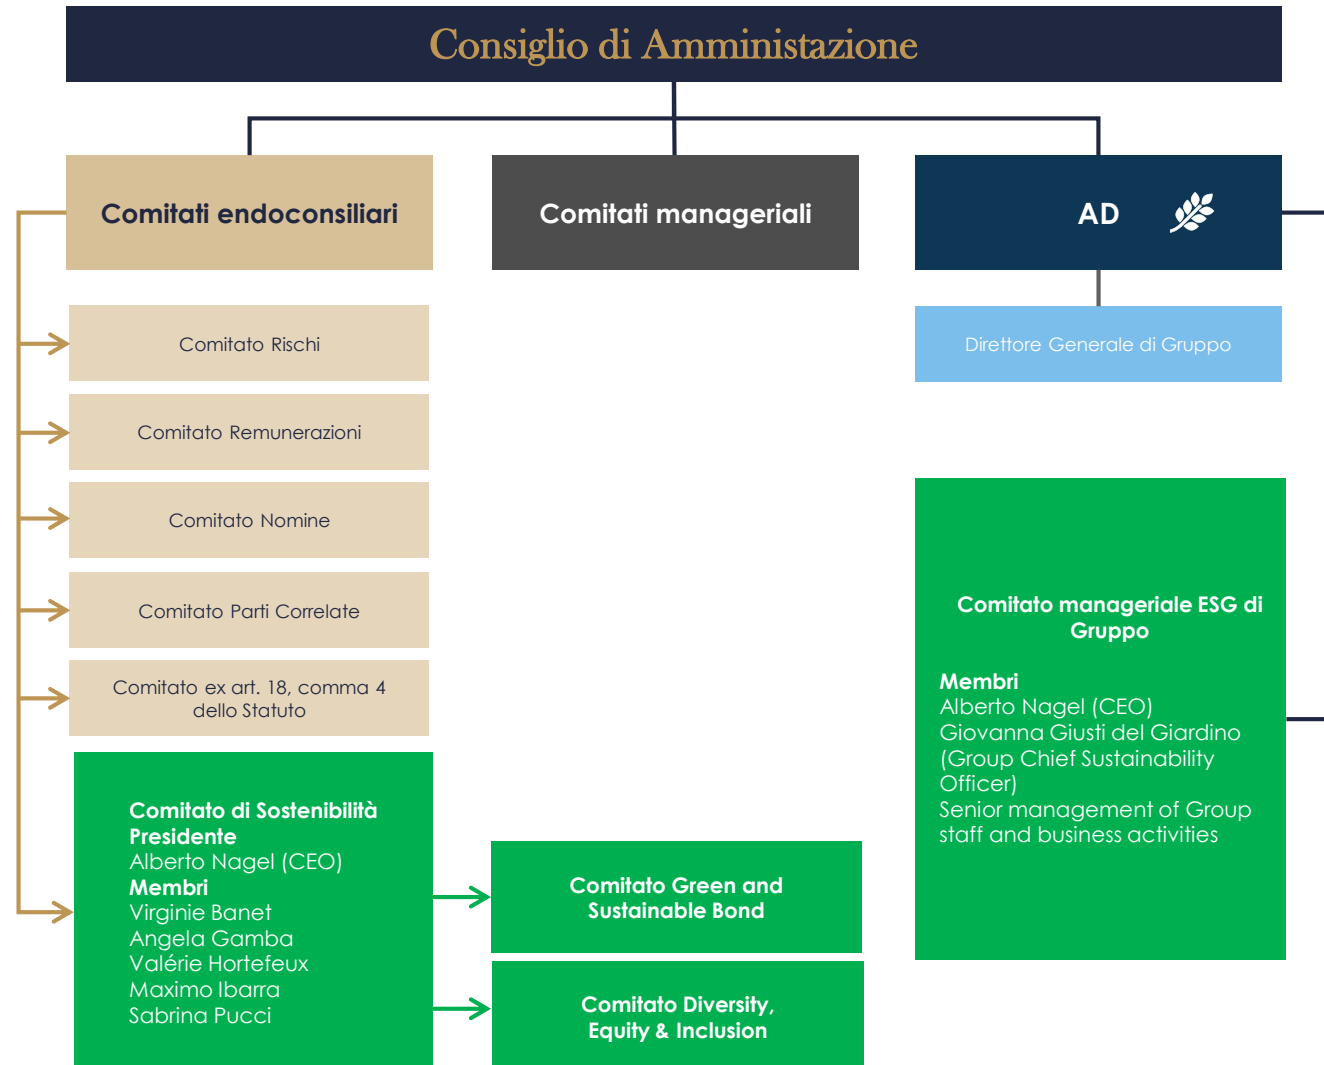 Consiglio di Amministazione
Comitati endoconsiliari
Comitati manageriali
AD
Comitato Rischi
Direttore Generale di Gruppo
Comitato Remunerazioni
Comitato Nomine
Comitato Parti Correlate
Comitato ex art. 18, comma 4
dello Statuto
Comitato manageriale ESG di
Gruppo
Membri
Alberto Nagel (CEO)
Giovanna Giusti del Giardino
(Group Chief Sustainability
Officer)
Senior management of Group
staff and business activities
Comitato di Sostenibilità
Presidente
Alberto Nagel (CEO)
Membri
Virginie Banet
Angela Gamba
Valérie Hortefeux
Maximo Ibarra
Sabrina Pucci
Comitato Green and
Sustainable Bond
Comitato Diversity,
Equity & Inclusion